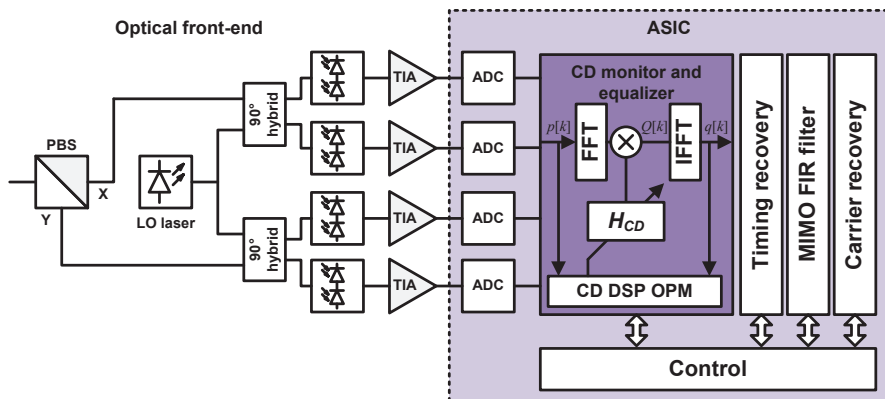 Optical front-end
ASIC
PBS
X
Y
LO laser
90°
hybrid
90°
hybrid
TIA
TIA
TIA
TIA
ADC
ADC
ADC
ADC
CD monitor and
equalizer
p[k]
FFT
Q[k]
IFFT
q[k]
HCD
CD DSP OPM
Timing recovery
MIMO FIR filter
Carrier recovery
Control